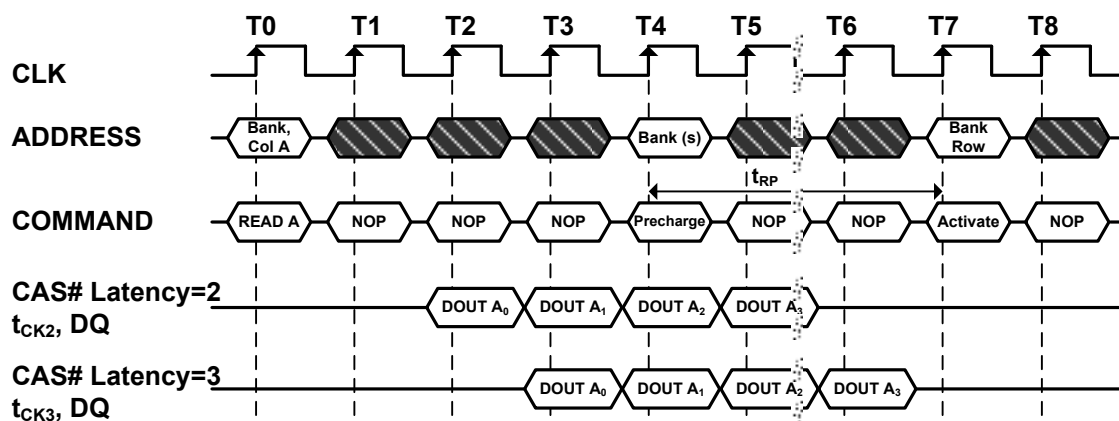 T0 T1 T2 T3 T4 T5 T6 T7 T8
CLK
ADDRESS
Bank,
Col A
Bank (s)
Bank
Row
tRP
COMMAND
READ A NOP NOP NOP Precharge NOP NOP Activate NOP
CAS# Latency=2
tCK2, DQ
DOUT A0 DOUT A1 DOUT A2 DOUT A3
CAS# Latency=3
tCK3, DQ
DOUT A0 DOUT A1 DOUT A2 DOUT A3